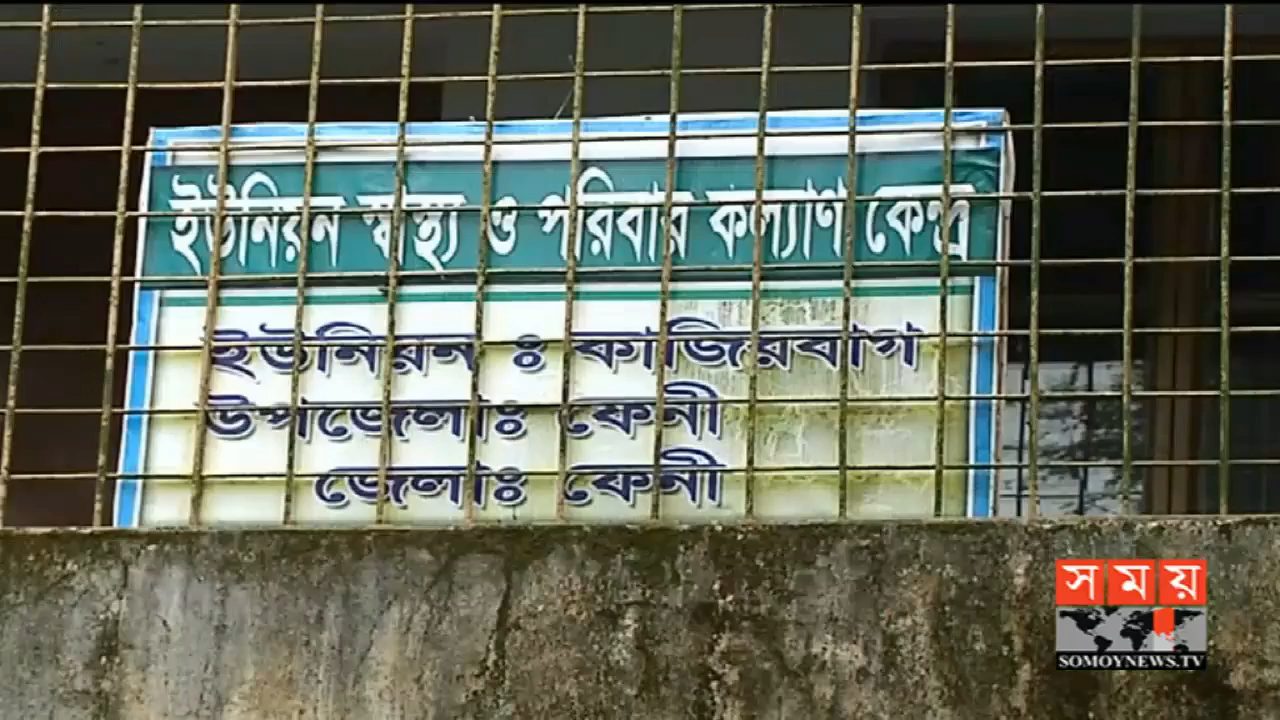 ইউনিয়ন স্বাস্থ্য ও পরিবার কল্যাণ কেন্দ্র
ইউনিয়ন ঃ কাজিরবাগ
উপজেলাঃ ফেনী
জেলাঃ ফেনী
সময়
SOMOYNEWS.TV